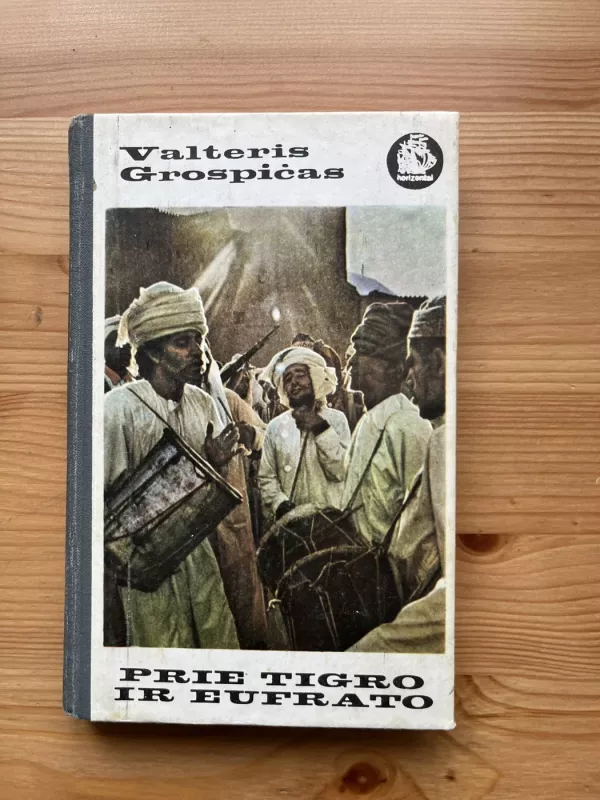 Valteris
Grospičas
horizontai
PRIE TIGRO
IR EUFRATO